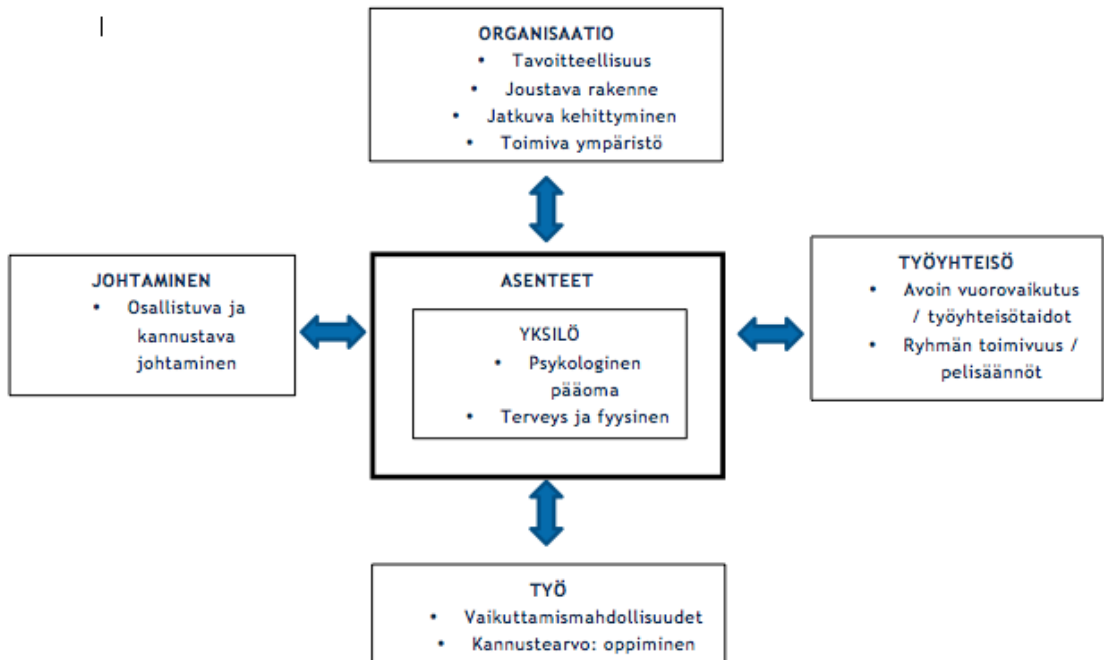 ORGANISAATIO
• Tavoitteellisuus
• Joustava rakenne
• Jatkuva kehittyminen
• Toimiva ympäristö
JOHTAMINEN
• Osallistuva ja
kannustava
johtaminen
ASENTEET
YKSILÖ
• Psykologinen
pääoma
• Terveys ja fyysinen
TYÖYHTEISÖ
• Avoin vuorovaikutus
/ työyhteisötaidot
• Ryhmän toimivuus /
pelisäännöt
TYÖ
• Vaikuttamismahdollisuudet
• Kannustearvo: oppiminen